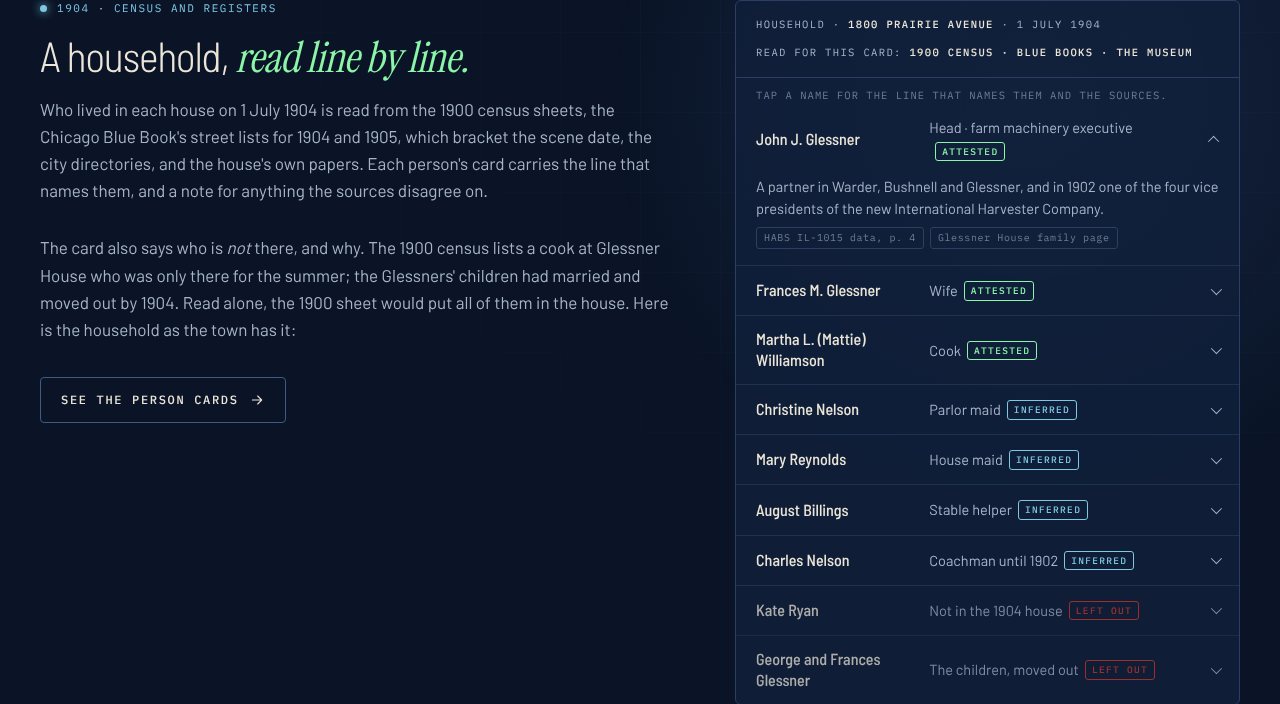 1904 · CENSUS AND REGISTERS
A household, read line by line.
Who lived in each house on 1 July 1904 is read from the 1900 census sheets, the
Chicago Blue Book's street lists for 1904 and 1905, which bracket the scene date, the
city directories, and the house's own papers. Each person's card carries the line that
names them, and a note for anything the sources disagree on.
The card also says who is not there, and why. The 1900 census lists a cook at Glessner
House who was only there for the summer; the Glessners' children had married and
moved out by 1904. Read alone, the 1900 sheet would put all of them in the house. Here
is the household as the town has it:
SEE THE PERSON CARDS →
HOUSEHOLD · 1800 PRAIRIE AVENUE · 1 JULY 1904
READ FOR THIS CARD: 1900 CENSUS · BLUE BOOKS · THE MUSEUM
TAP A NAME FOR THE LINE THAT NAMES THEM AND THE SOURCES.
John J. Glessner
Head · farm machinery executive
ATTESTED
A partner in Warder, Bushnell and Glessner, and in 1902 one of the four vice
presidents of the new International Harvester Company.
HABS IL-1015 data, p. 4
Glessner House family page
Frances M. Glessner
Wife ATTESTED
Martha L. (Mattie)
Williamson
Cook ATTESTED
Christine Nelson
Parlor maid INFERRED
Mary Reynolds
House maid INFERRED
August Billings
Stable helper INFERRED
Charles Nelson
Coachman until 1902 INFERRED
Kate Ryan
Not in the 1904 house LEFT OUT
George and Frances
Glessner
The children, moved out LEFT OUT